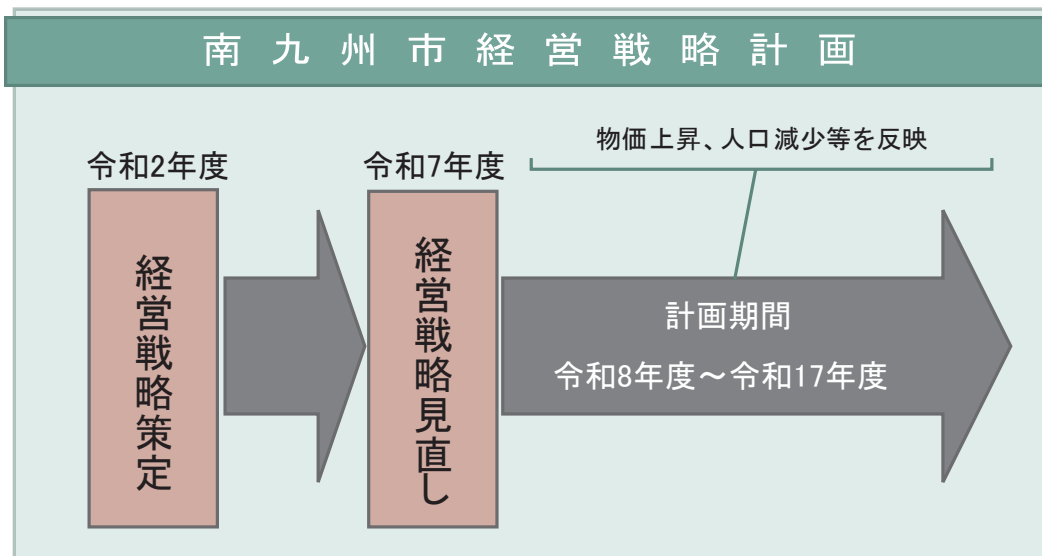 南九州市経営戦略計画
令和2年度
経営戦略策定
令和7年度
経営戦略見直し
物価上昇、人口減少等を反映
計画期間
令和8年度～令和17年度